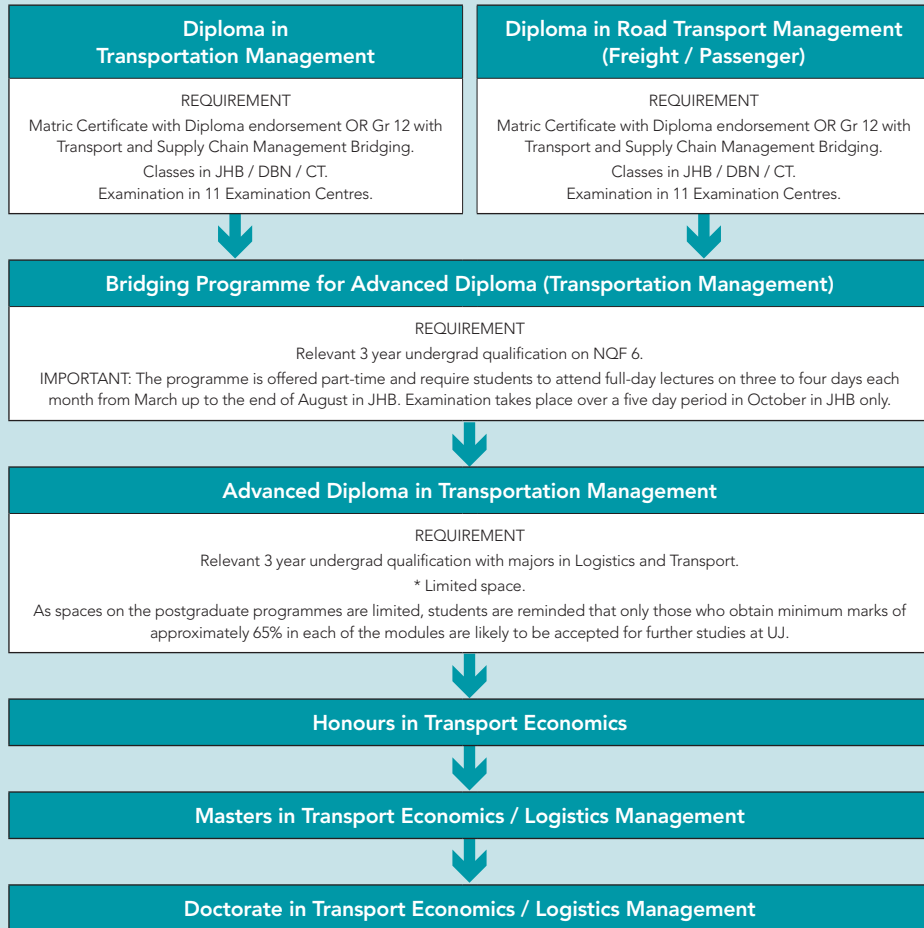 Diploma in
Transportation Management
REQUIREMENT
Matric Certificate with Diploma endorsement OR Gr 12 with
Transport and Supply Chain Management Bridging.
Classes in JHB / DBN / CT.
Examination in 11 Examination Centres.
Diploma in Road Transport Management
(Freight / Passenger)
REQUIREMENT
Matric Certificate with Diploma endorsement OR Gr 12 with
Transport and Supply Chain Management Bridging.
Classes in JHB / DBN / CT.
Examination in 11 Examination Centres.
Bridging Programme for Advanced Diploma (Transportation Management)
REQUIREMENT
Relevant 3 year undergrad qualification on NQF 6.
IMPORTANT: The programme is offered part-time and require students to attend full-day lectures on three to four days each
month from March up to the end of August in JHB. Examination takes place over a five day period in October in JHB only.
Advanced Diploma in Transportation Management
REQUIREMENT
Relevant 3 year undergrad qualification with majors in Logistics and Transport.
* Limited space.
As spaces on the postgraduate programmes are limited, students are reminded that only those who obtain minimum marks of
approximately 65% in each of the modules are likely to be accepted for further studies at UJ.
Honours in Transport Economics
Masters in Transport Economics / Logistics Management
Doctorate in Transport Economics / Logistics Management